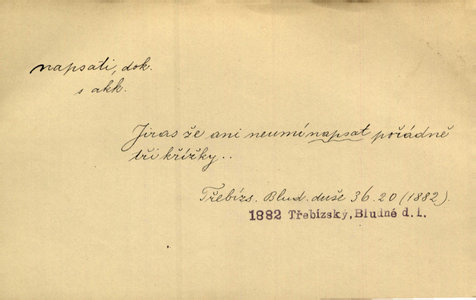 napsati, dok.
s akk.
Jiras že ani neumí napsat pořádně
tři křížky..
Třebízs. Blud. duše 36.20 (1882).
1882 Třebízský, Bludné d. I.